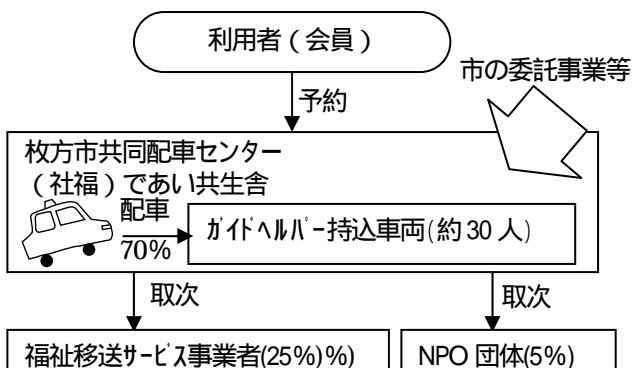 利用者（会員）
市の委託事業等
予約
枚方市共同配車センター
（社福）であい共生舎
配車
70%
ｶﾞｲﾄﾞﾍﾙﾊﾟｰ持込車両(約30人)
取次
取次
福祉移送ｻｰﾋﾞｽ事業者(25%)%)
NPO 団体(5%)